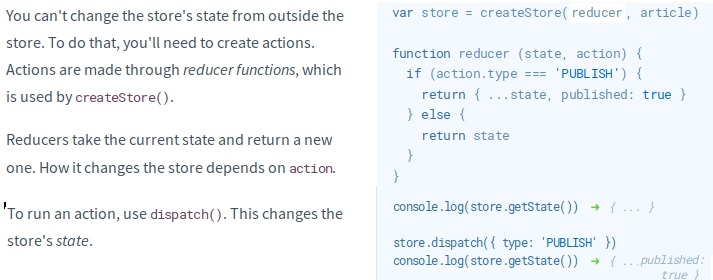 You can't change the store's state from outside the
store. To do that, you'll need to create actions.
Actions are made through reducer functions, which
is used by createStore().
Reducers take the current state and return a new
one. How it changes the store depends on action.
To run an action, use dispatch(). This changes the
store's state.
var store = createStore(reducer, article)
function reducer (state, action) {
if (action.type === 'PUBLISH') {
return { ...state, published: true }
} else {
return state
}
}
console.log(store.getState()) ➜ { ... }
store.dispatch({ type: 'PUBLISH' })
console.log(store.getState()) ➜ { ...published:
true }